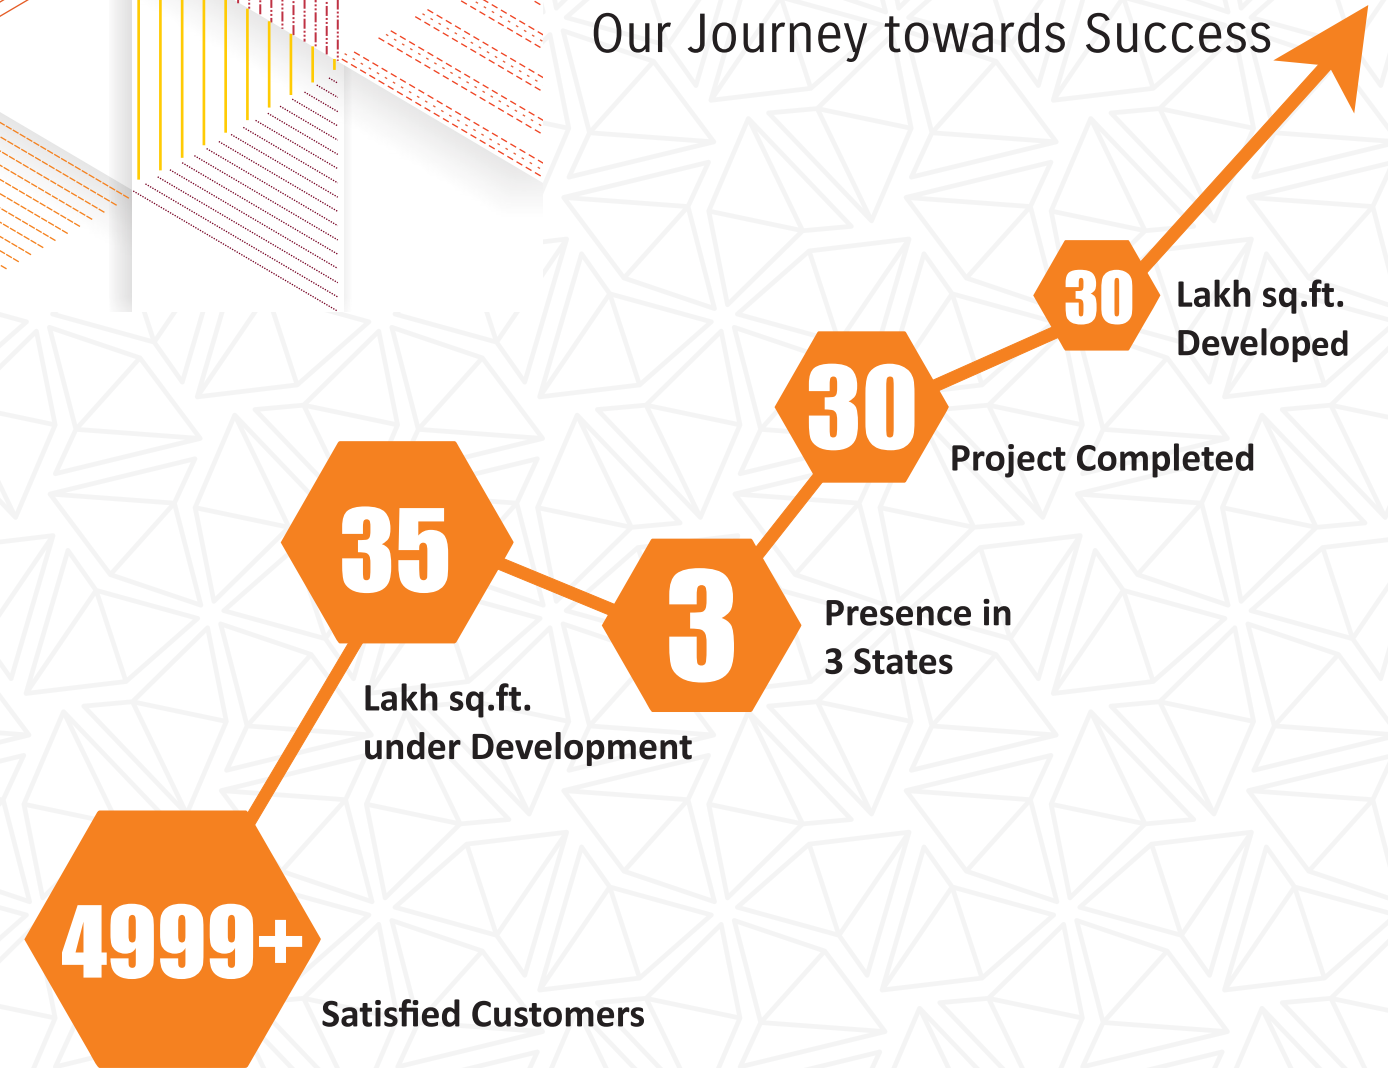 Our Journey towards Success
30
Lakh sq.ft.
Developed
30
Project Completed
35
Lakh sq.ft.
under Development
3
Presence in
3 States
4999+
Satisfied Customers